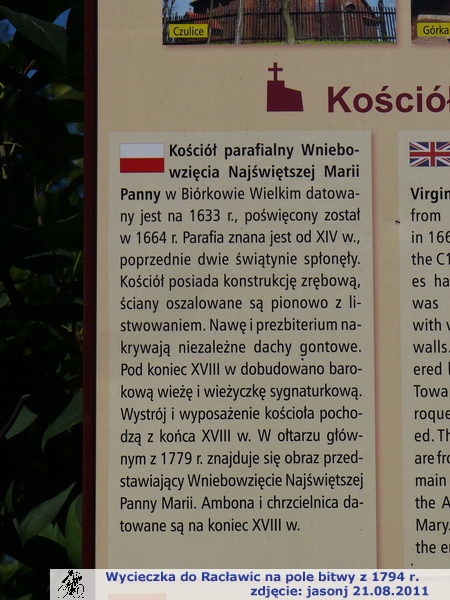 Czulice
Górka
Kośció
Kościół parafialny Wniebo-
wzięcia Najświętszej Marii
Panny w Biórkowie Wielkim datowa-
ny jest na 1633 r., poświęcony został
w 1664 r. Parafia znana jest od XIV w.,
poprzednie dwie świątynie spłonęły.
Kościół posiada konstrukcję zrębową,
ściany oszalowane są pionowo z li-
stwowaniem. Nawę i prezbiterium na-
krywają niezależne dachy gontowe.
Pod koniec XVIII w dobudowano baro-
kową wieżę i wieżyczkę sygnaturkową.
Wystrój i wyposażenie kościoła pocho-
dzą z końca XVIII w. W ołtarzu głów-
nym z 1779 r. znajduje się obraz przed-
stawiający Wniebowzięcie Najświętszej
Panny Marii. Ambona i chrzcielnica da-
towane są na koniec XVIII w.
Virgin
from
in 166
the C1
es ha
was
with v
walls.
ered
Towa
roque
ed. Th
are fro
main
the A
Mary.
the e
Wycieczka do Racławic na pole bitwy z 1794 r.
zdjęcie: jasonj 21.08.2011